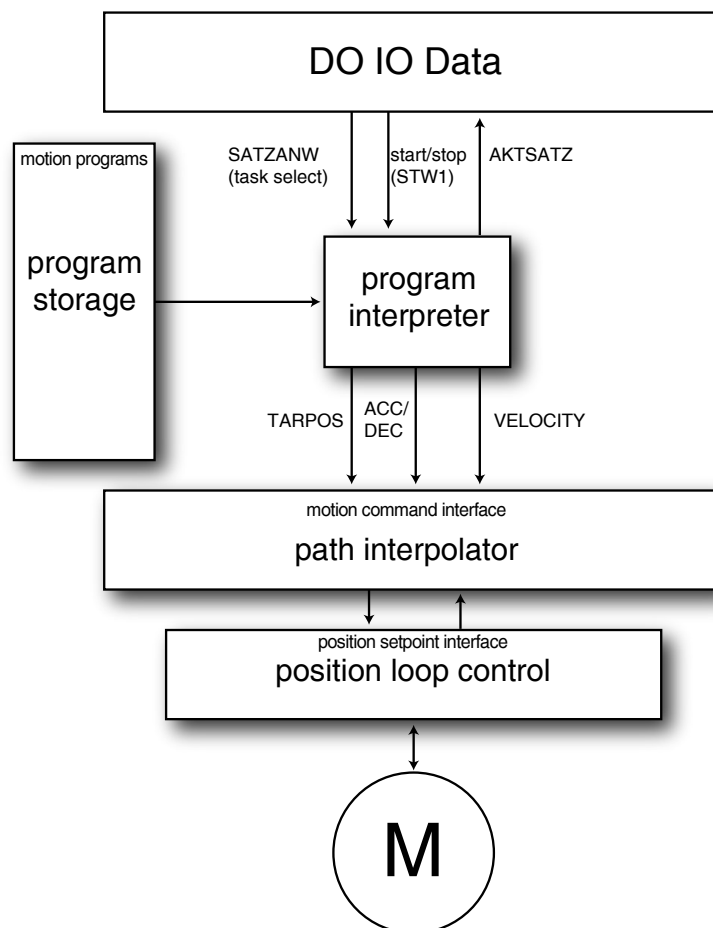 DO IO Data
motion programs
program
storage
SATZANW
(task select)
start/stop
(STW1)
AKTSATZ
program
interpreter
TARPOS
ACC/
DEC
VELOCITY
motion command interface
path interpolator
position setpoint interface
position loop control
M